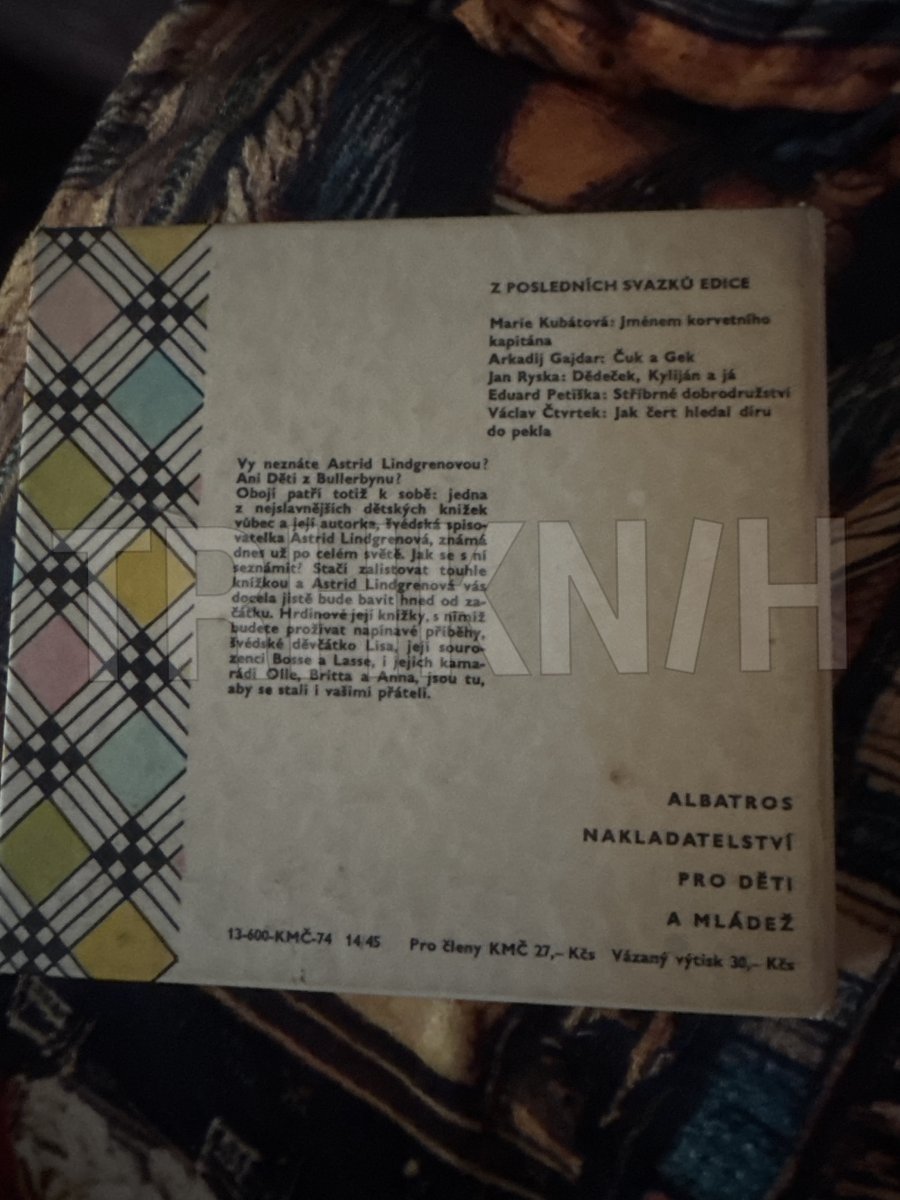 Z POSLEDNÍCH SVAZKŮ EDICE
Marie Kubátová: Jménem korvetního
kapitána
Arkadij Gajdar: Čuk a Gek
Jan Ryska: Dědeček, Kyliján a já
Eduard Petiška: Stříbrné dobrodružství
Václav Čtvrtek: Jak čert hledal díru
do pekla
Vy neznáte Astrid Lindgrenovou?
Ani Děti z Bullerbynu?
Obojí patří totiž k sobě: jedna
z nejslavnějších dětských knížek
vůbec a její autorka, švédská spiso-
vatelka Astrid Lindgrenová, známá
dnes už po celém světě. Jak se s ní
seznámit? Stačí zalistovat touhle
knížkou a Astrid Lindgrenová vás
docela jistě bude bavit hned od za-
čátku. Hrdinové její knížky, s nimiž
budete prožívat napínavé příběhy,
švédské děvčátko Lisa, její souro-
zenci Bosse a Lasse, i jejich kama-
rádi Olle, Britta a Anna, jsou tu,
aby se stali i vašimi přáteli.
ALBATROS
NAKLADATELSTVÍ
PRO DĚTI
A MLÁDEŽ
13-600-KMČ-74 14/45 Pro členy KMČ 27,– Kčs Vázaný výtisk 30,– Kčs